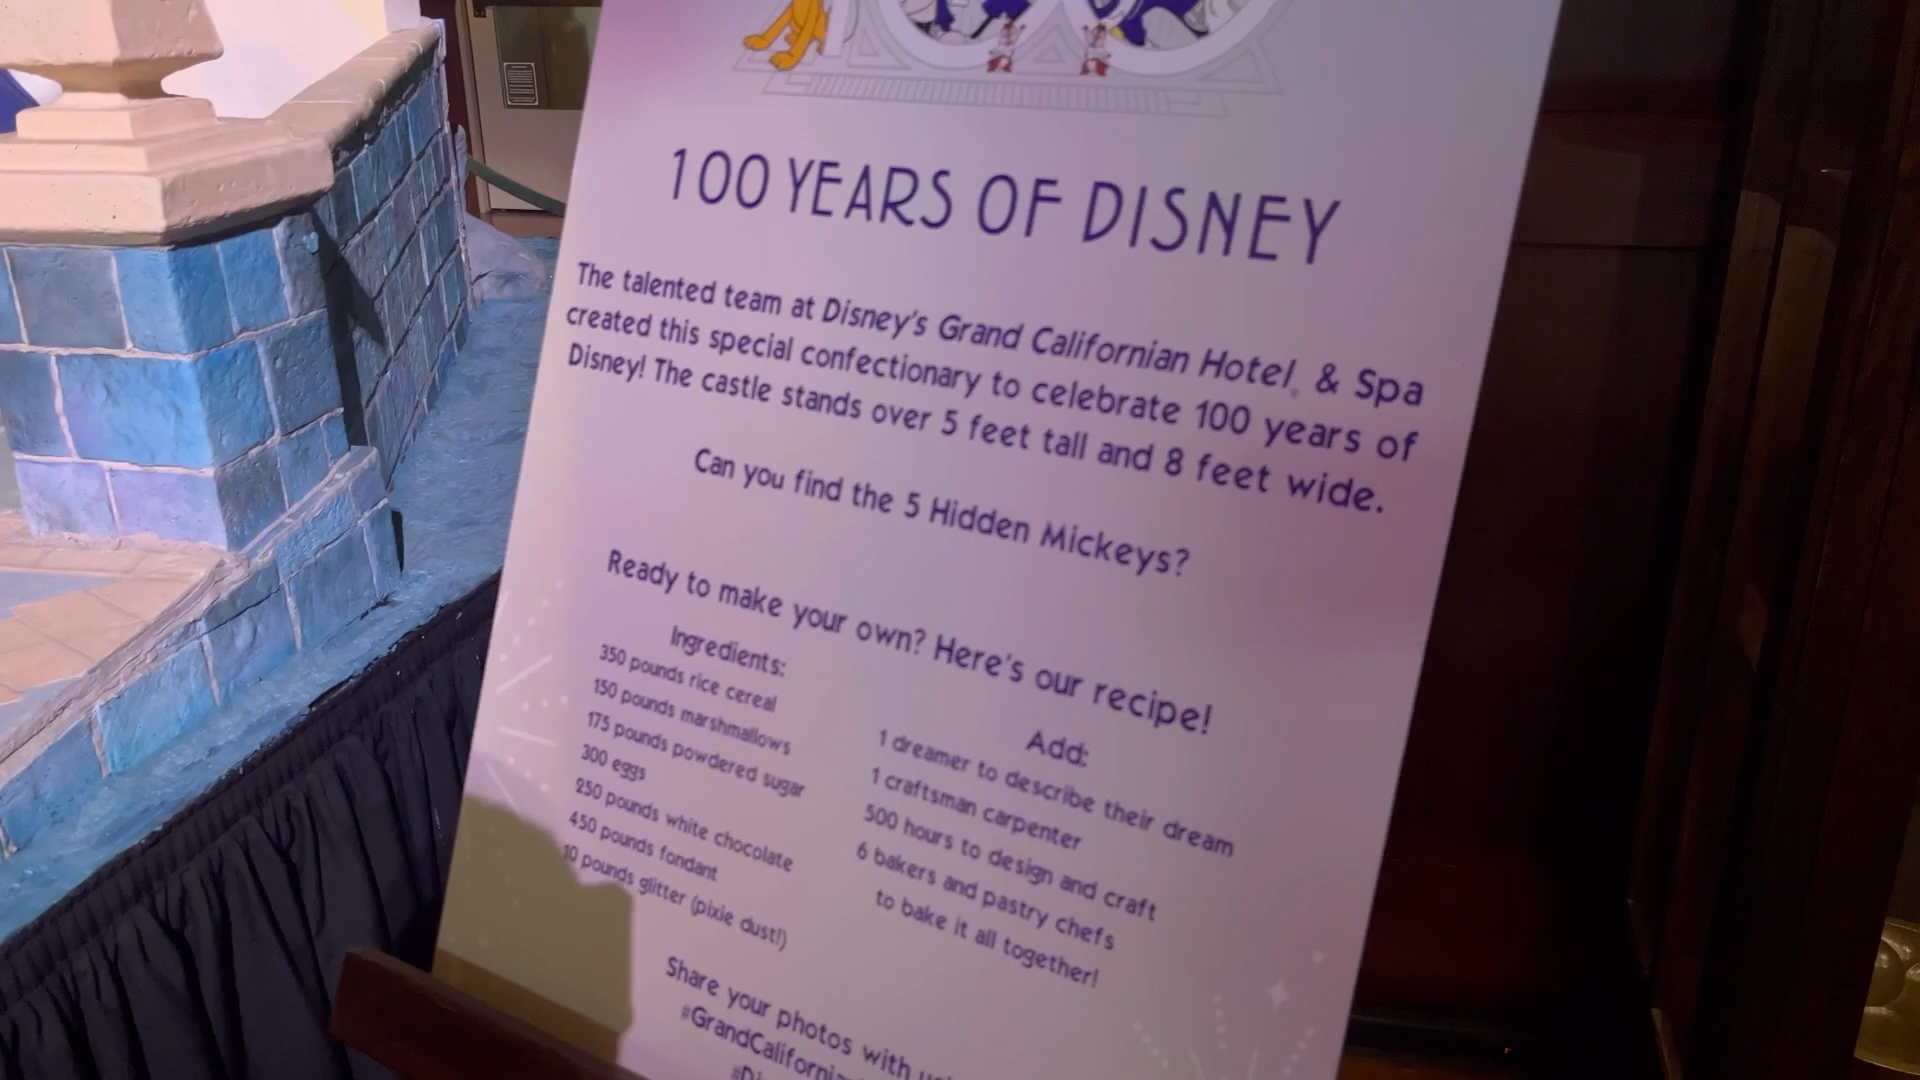 100 YEARS OF DISNEY
The talented team at Disney's Grand Californian Hotel® & Spa
created this special confectionary to celebrate 100 years of
Disney! The castle stands over 5 feet tall and 8 feet wide.
Can you find the 5 Hidden Mickeys?
Ready to make your own? Here's our recipe!
Ingredients:
350 pounds rice cereal
150 pounds marshmallows
175 pounds powdered sugar
300 eggs
250 pounds white chocolate
450 pounds fondant
10 pounds glitter (pixie dust!)
Add:
1 dreamer to describe their dream
1 craftsman carpenter
500 hours to design and craft
6 bakers and pastry chefs
to bake it all together!
Share your photos with